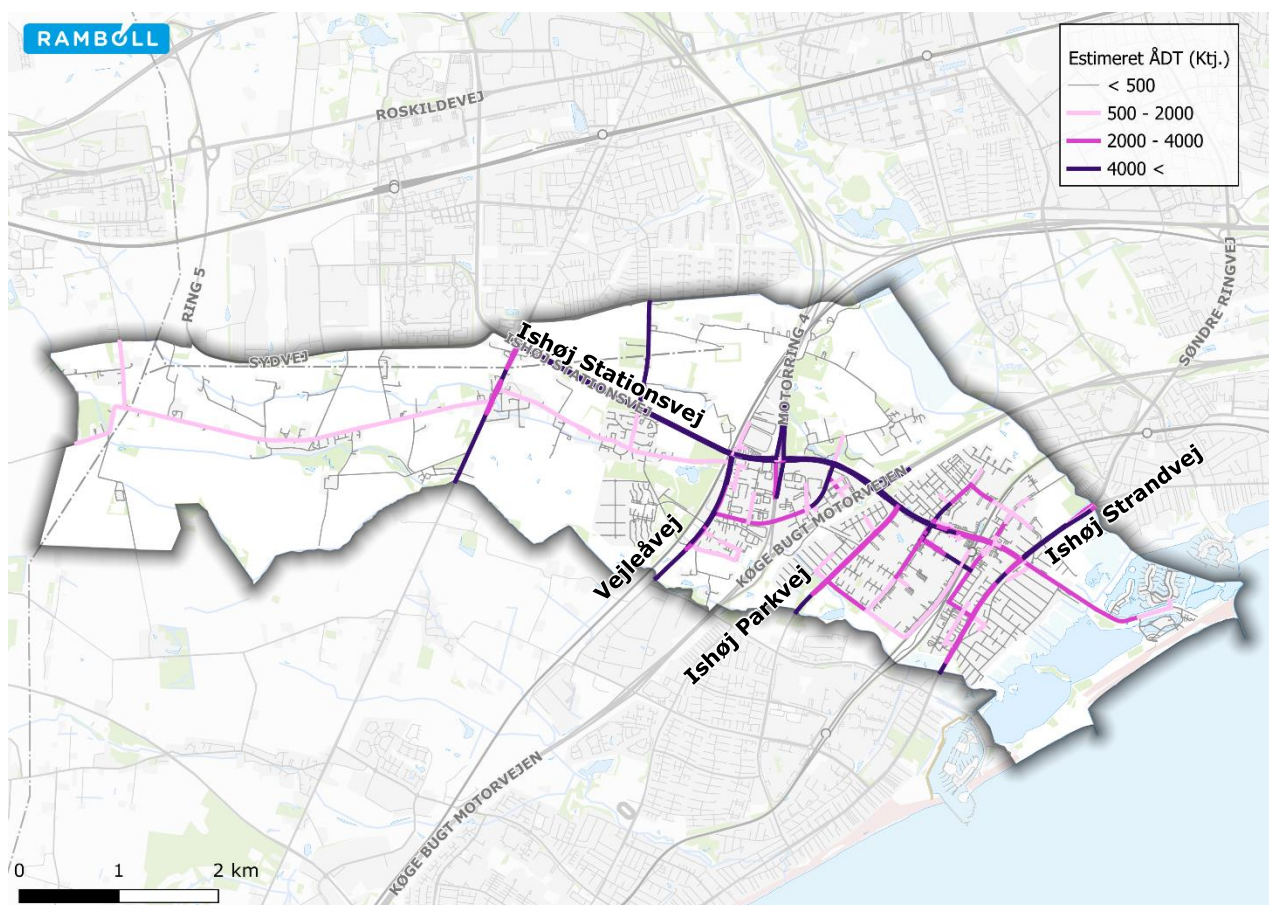 RAMBOLL
Estimeret ÅDT (Ktj.)
< 500
500 - 2000
2000 - 4000
4000 <
ROSKILDEVEJ
RING 5
SYDVEJ
Ishøj Stationsvej
ISHØJ STATIONSVEJ
MOTORRING 4
SØNDRE RINGVEJ
KØGE BUGT MOTORVEJEN
Ishøj Strandvej
Vejleåvej
Ishøj Parkvej
KØGE BUGT MOTORVEJEN
0 1 2 km